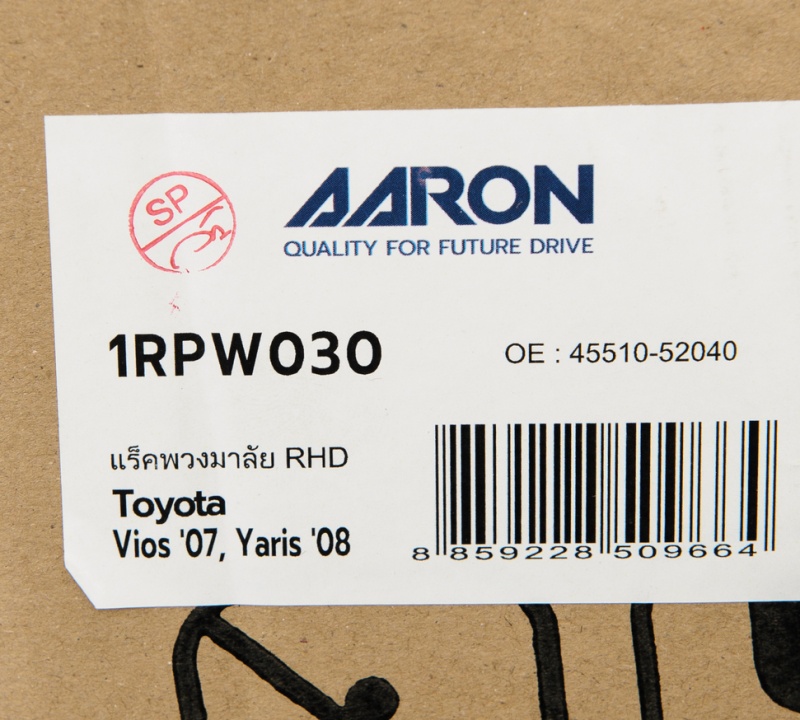 SP
AARON
QUALITY FOR FUTURE DRIVE
1RPW030
OE : 45510-52040
แร็คพวงมาลัย RHD
Toyota
Vios '07, Yaris '08
8 859228 509664